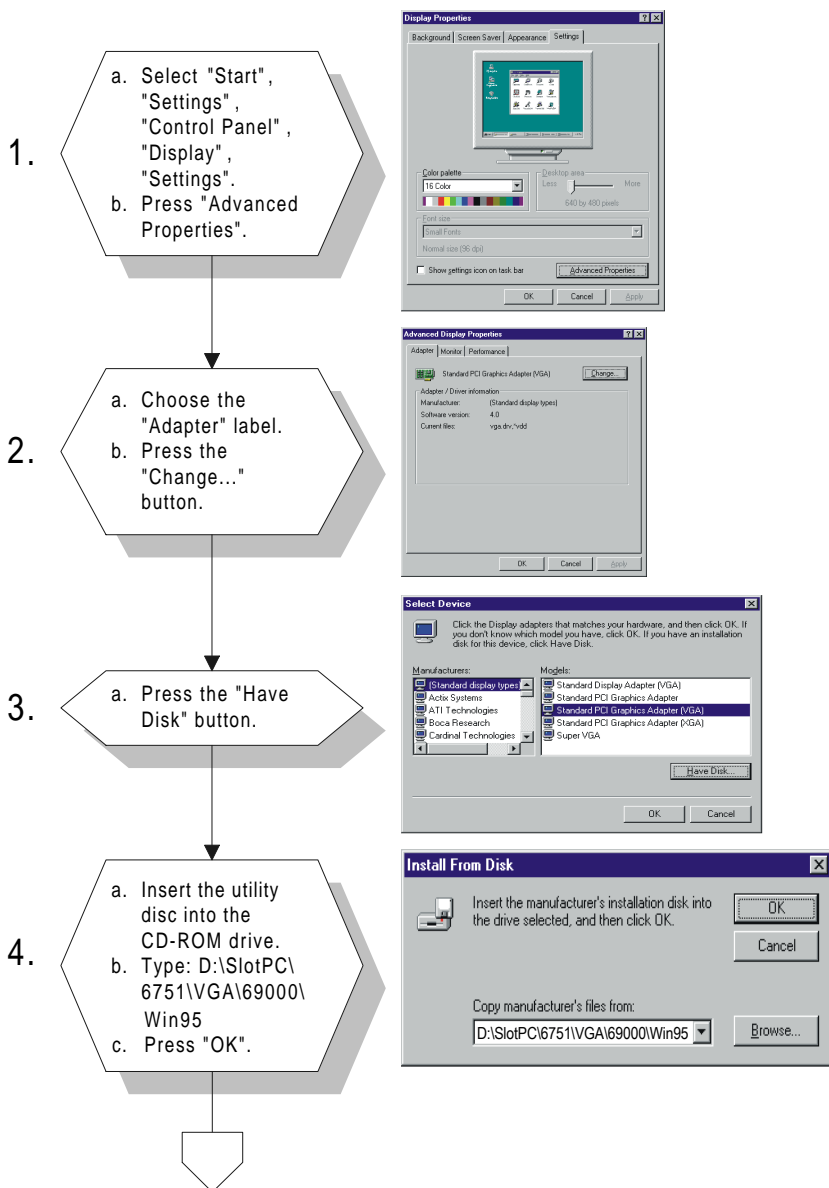 1.
a. Select "Start",
"Settings" ,
"Control Panel" ,
"Display" ,
"Settings".
b. Press "Advanced
Properties".
Display Properties
Background Screen Saver Appearance Settings
Color palette
16 Color
Desktop area
Less More
640 by 480 pixels
Font size
Small Fonts
Normal size (96 dpi)
Show settings icon on task bar
Advanced Properties
OK Cancel Apply
2.
a. Choose the
"Adapter" label.
b. Press the
"Change..."
button.
Advanced Display Properties
Adapter Monitor Performance
Standard PCI Graphics Adapter (VGA)
Change...
Adapter / Driver information
Manufacturer: (Standard display types)
Software version: 4.0
Current files: vga.drv,*vdd
OK Cancel Apply
3.
a. Press the "Have
Disk" button.
Select Device
Click the Display adapters that matches your hardware, and then click OK. If
you don't know which model you have, click OK. If you have an installation
disk for this device, click Have Disk.
Manufacturers:
(Standard display types)
Actix Systems
ATI Technologies
Boca Research
Cardinal Technologies
Models:
Standard Display Adapter (VGA)
Standard PCI Graphics Adapter
Standard PCI Graphics Adapter (VGA)
Standard PCI Graphics Adapter (XGA)
Super VGA
Have Disk...
OK Cancel
4.
a. Insert the utility
disc into the
CD-ROM drive.
b. Type: D:\SlotPC\
6751\VGA\69000\
Win95
c. Press "OK".
Install From Disk
Insert the manufacturer's installation disk into
the drive selected, and then click OK.
OK
Cancel
Copy manufacturer's files from:
D:\SlotPC\6751\VGA\69000\Win95
Browse...